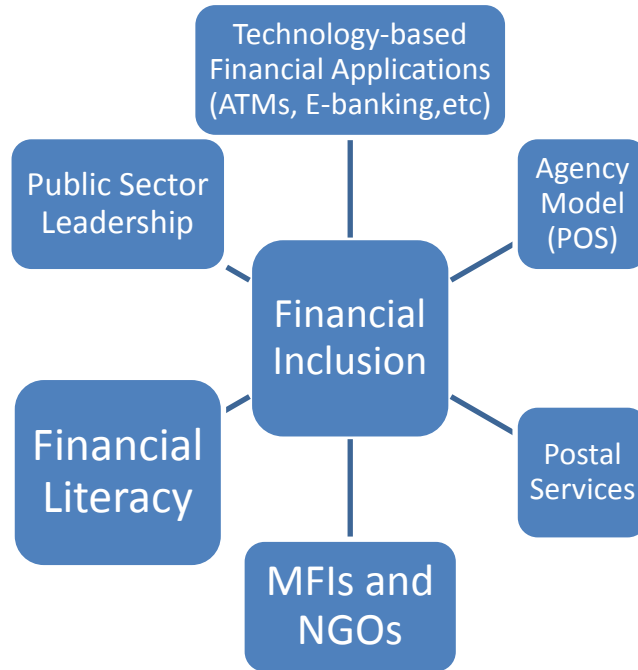 Technology-based
Financial Applications
(ATMs, E-banking,etc)
Public Sector
Leadership
Agency
Model
(POS)
Financial
Inclusion
Financial
Literacy
Postal
Services
MFIs and
NGOs